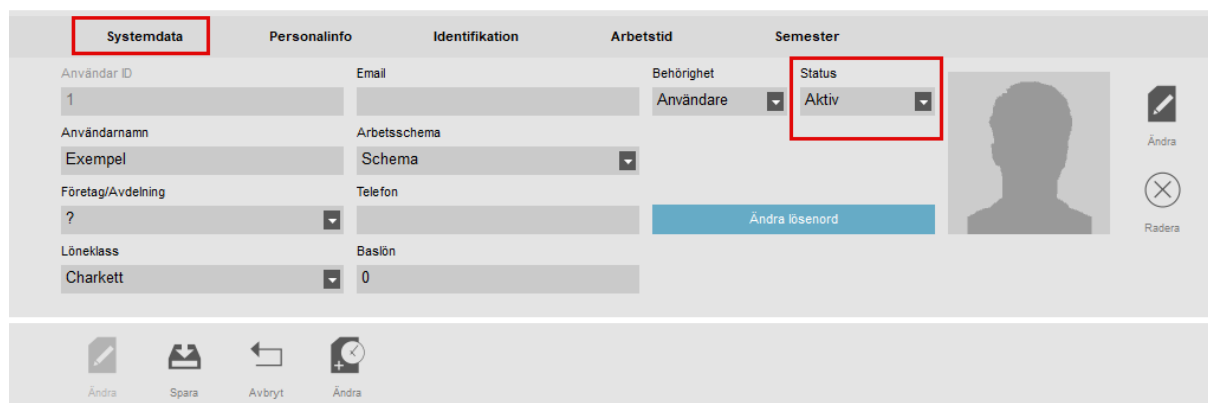 Systemdata Personalinfo Identifikation Arbetstid Semester
Användar ID Email Behörighet Status
1 Användare Aktiv
Användarnamn Arbetsschema
Exempel Schema
Ändra
Företag/Avdelning Telefon
? Ändra lösenord
Radera
Löneklass Baslön
Charkett 0
Ändra Spara Avbryt Ändra